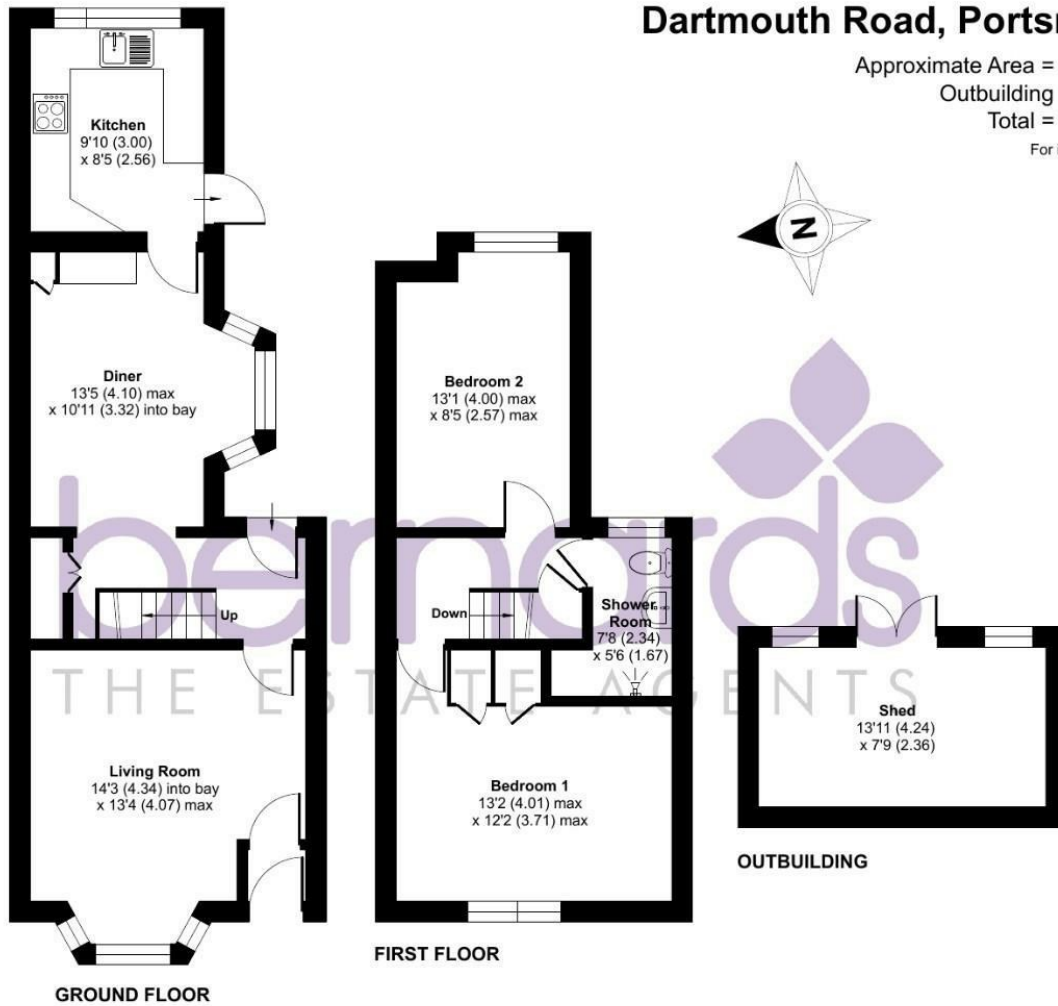 Dartmouth Road, Ports
Approximate Area =
Outbuilding
Total =
For
Kitchen
9'10 (3.00)
x 8'5 (2.56)
N
Diner
13'5 (4.10) max
x 10'11 (3.32) into bay
Bedroom 2
13'1 (4.00) max
x 8'5 (2.57) max
bernards
THE ESTATE AGENTS
Up
Down
Shower
Room
7'8 (2.34)
x 5'6 (1.67)
Living Room
14'3 (4.34) into bay
x 13'4 (4.07) max
Bedroom 1
13'2 (4.01) max
x 12'2 (3.71) max
Shed
13'11 (4.24)
x 7'9 (2.36)
OUTBUILDING
FIRST FLOOR
GROUND FLOOR